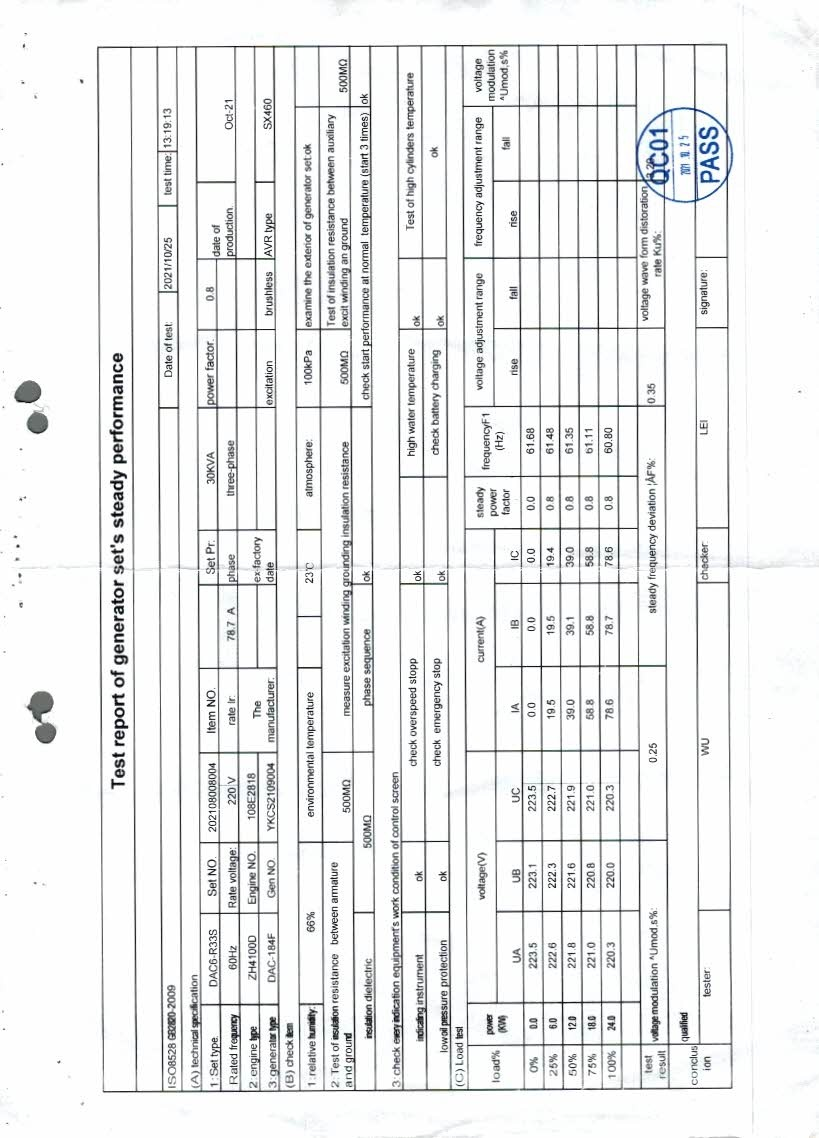 Test report of generator set's steady performance
Date of test: 2021/10/25 test time: 13:19:13
ISO8528 GB2820-2009
(A) technical specification
1:Set type. DAC6-R33S Set NO. 202108008004 Item NO. Set Pr: 30KVA power factor. 0.8 date of production. Oct-21
Rated frequency 60Hz Rate voltage: 220 V rate Ir: 78.7 A phase three-phase
2:engine type ZH4100D Engine NO. 108E2818 The manufacturer: ex-factory date
3:generator type DAC-184F Gen NO. YKCS2109004 excitation brushless AVR type SX460
(B) check item
1:relative humidity: 66% environmental temperature 23℃ atmosphere: 100kPa examine the exterior of generator set:ok
2: Test of insulation resistance between armature and ground 500MΩ measure excitation winding grounding insulation resistance 500MΩ Test of insulation resistance between auxiliary excit winding an ground 500MΩ
insulation dielectric 500MΩ phase sequence ok check start performance at normal temperature (start 3 times) ok
3:check every indication equipment's work condition of control screen
indicating instrument ok check overspeed stopp ok high water temperature ok Test of high cylinders temperature
low oil pressure protection ok check emergency stop ok check battery charging ok ok
(C) Load test
load% power (KW) voltage(V) current(A) steady power factor frequencyF1 (Hz) voltage adjustment range frequency adjustment range voltage modulation ^Umod.s%
UA UB UC IA IB IC rise fall rise fall
0% 0.0 223.5 223.1 223.5 0.0 0.0 0.0 0.0 61.68
25% 6.0 222.6 222.3 222.7 19.5 19.5 19.4 0.8 61.48
50% 12.0 221.8 221.6 221.9 39.0 39.1 39.0 0.8 61.35
75% 18.0 221.0 220.8 221.0 58.8 58.8 58.8 0.8 61.11
100% 24.0 220.3 220.0 220.3 78.6 78.7 78.6 0.8 60.80
test result voltage modulation ^Umod.s%: 0.25 steady frequency deviation ¦ÄF%: 0.35 voltage wave form distoration rate Ku%:
conclusion qualified
tester: WU checker: LEI signature:
QC01
2021.10.25
PASS